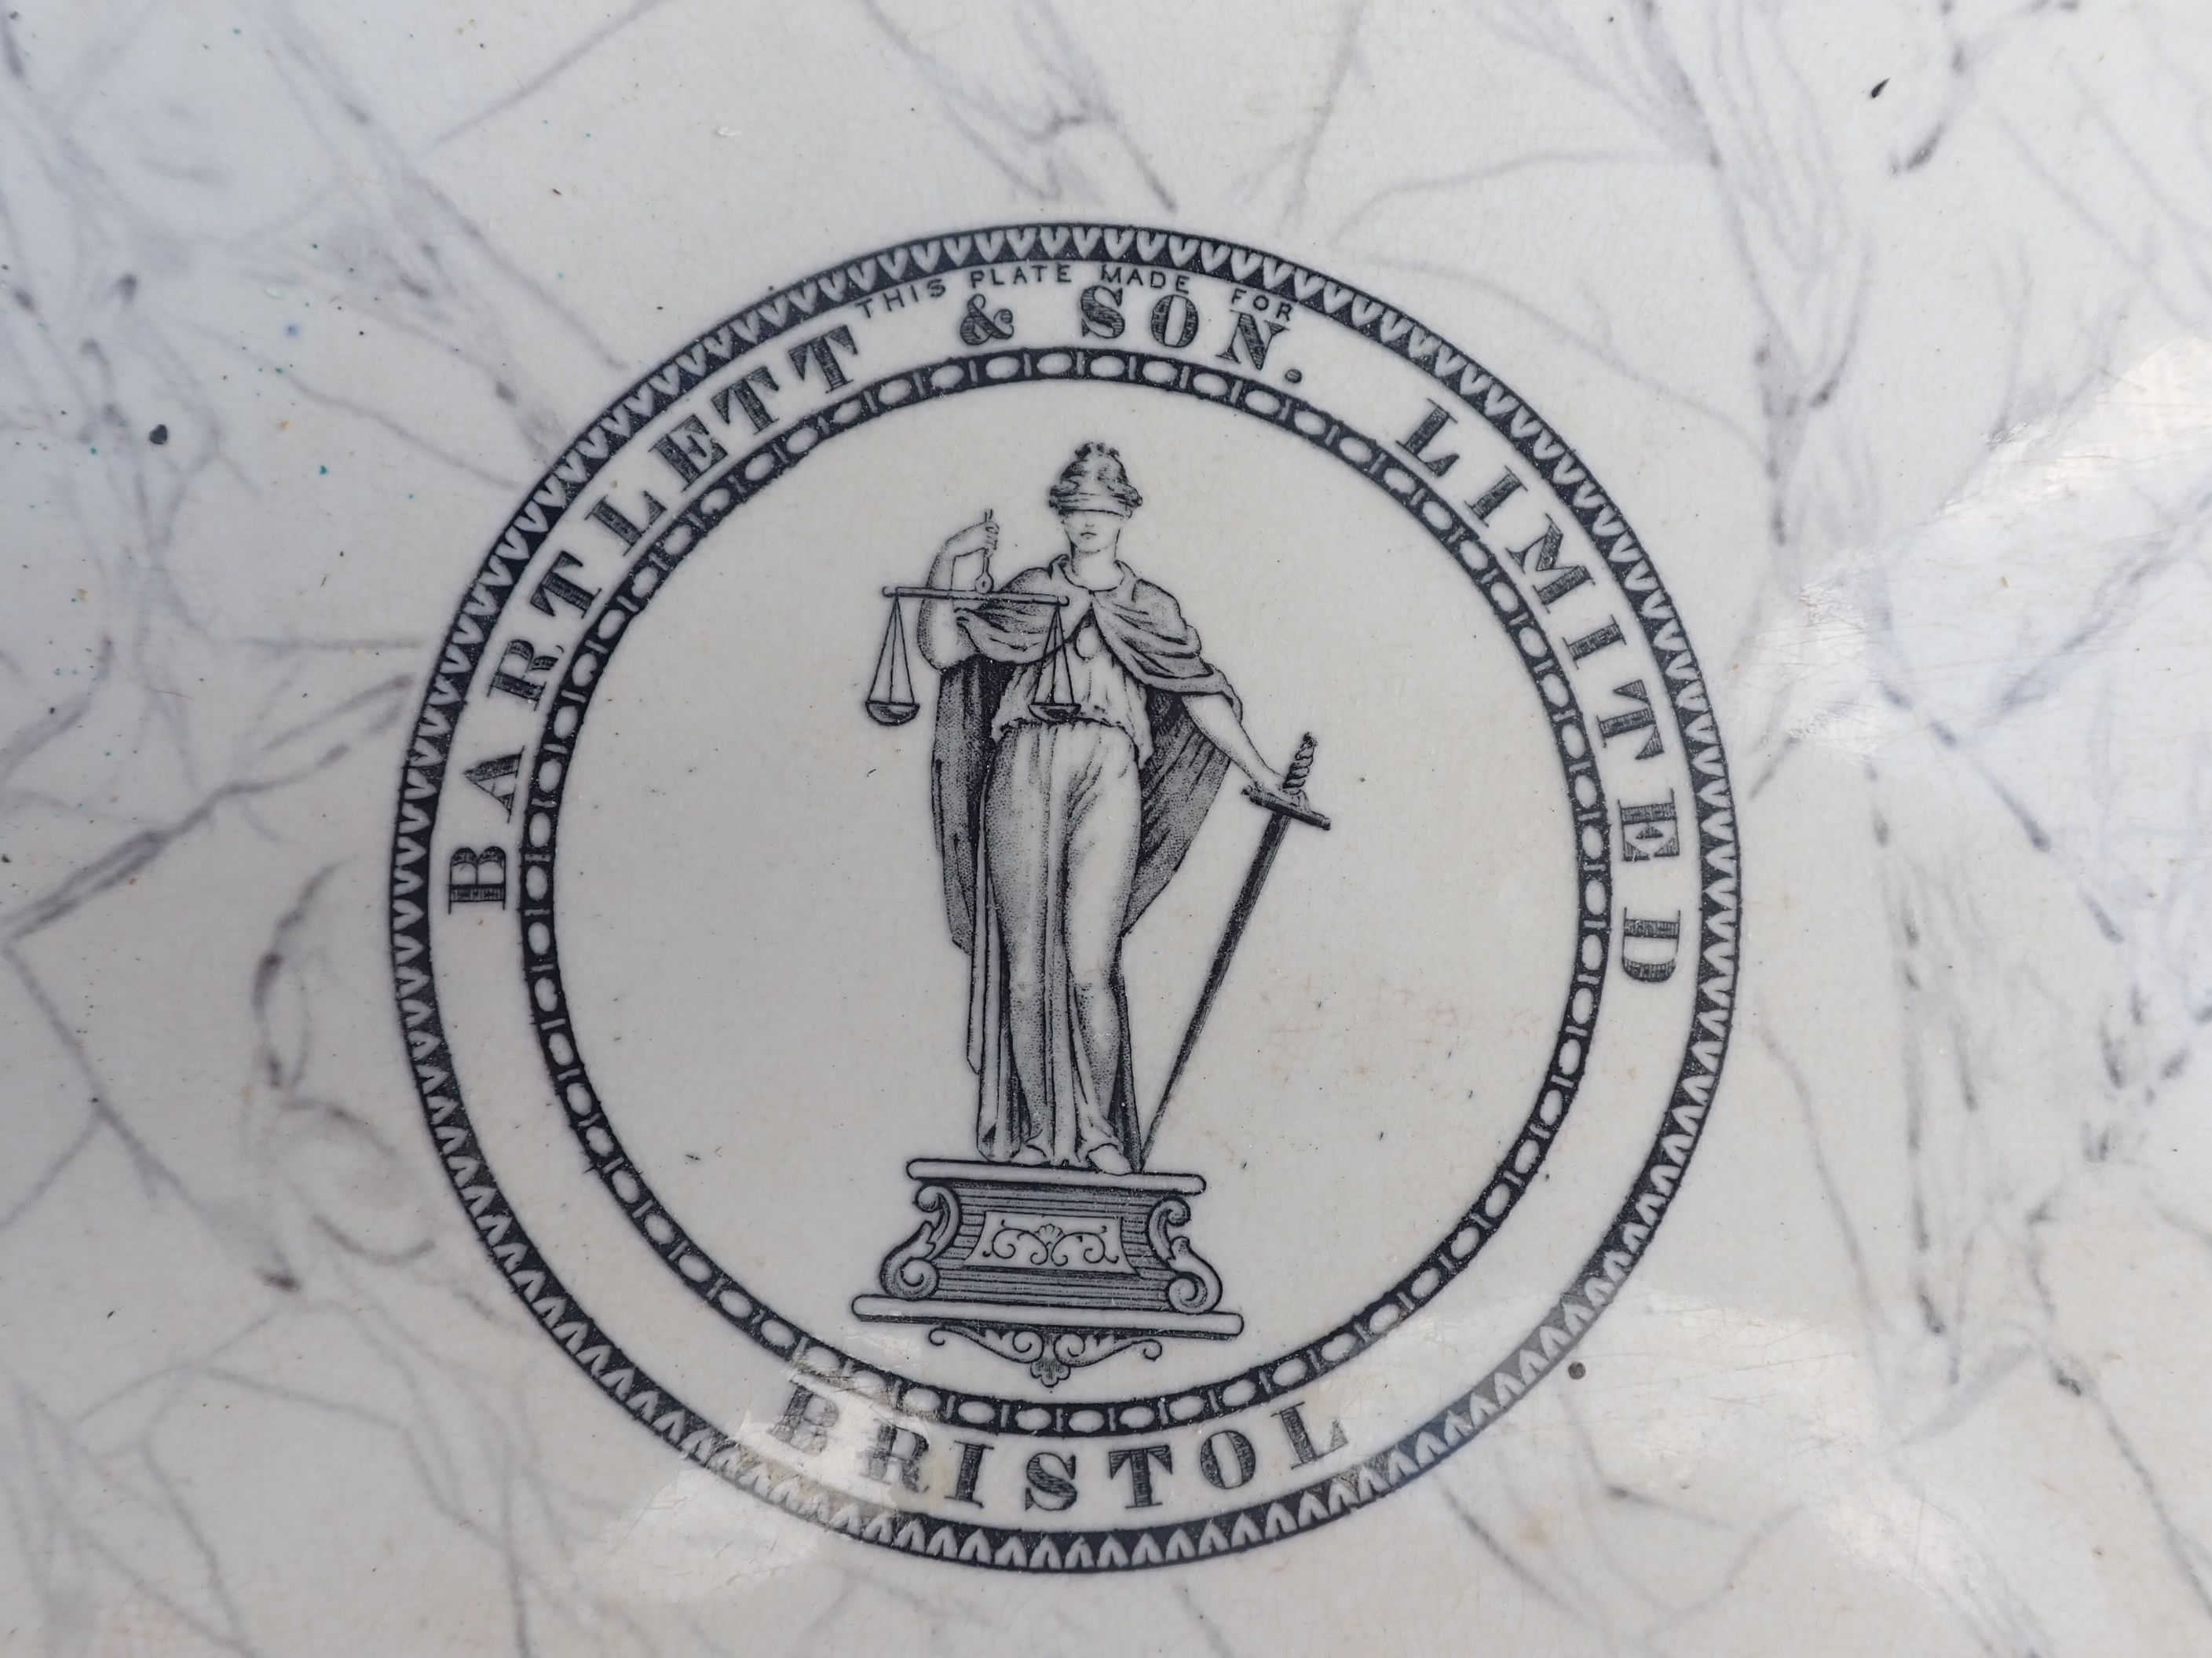 THIS PLATE MADE FOR
BARTLETT & SON. LIMITED
BRISTOL